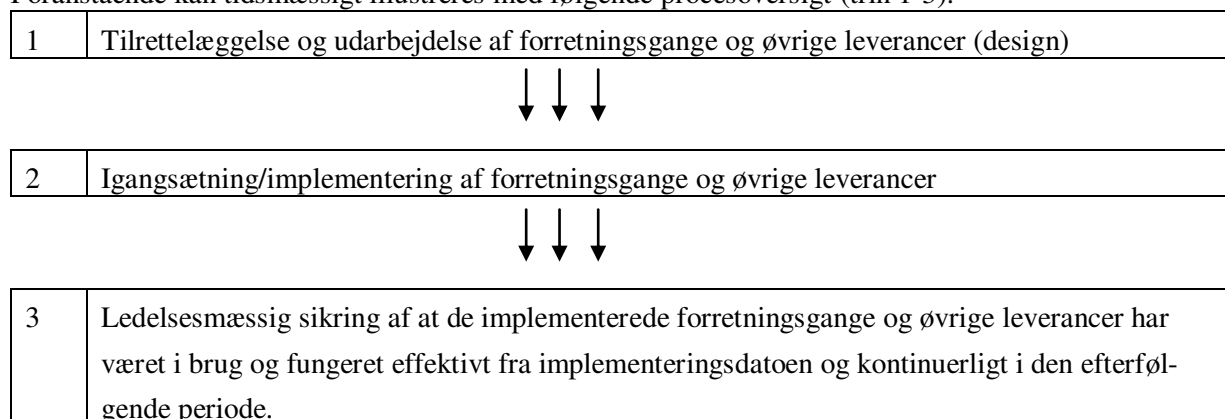 Foranstående kan tidsmæssigt illustreres med følgende procesoversigt (trin 1-3):
1 Tilrettelæggelse og udarbejdelse af forretningsgange og øvrige leverancer (design)
2 Igangsætning/implementering af forretningsgange og øvrige leverancer
3 Ledelsesmæssig sikring af at de implementerede forretningsgange og øvrige leverancer har
været i brug og fungeret effektivt fra implementeringsdatoen og kontinuerligt i den efterføl-
gende periode.